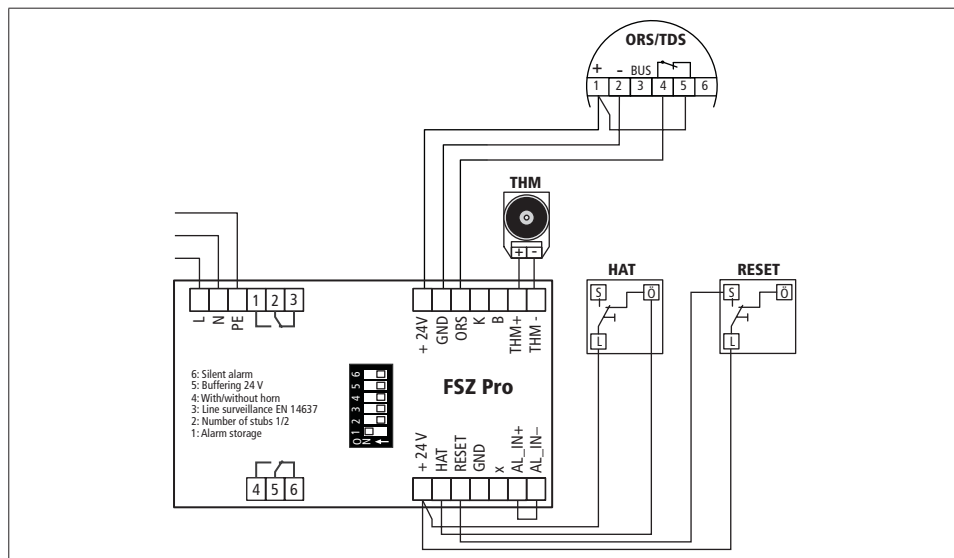 ORS/TDS
+ - BUS
1 2 3 4 5 6
THM
+ -
HAT
S Ö
L
RESET
S Ö
L
L N PE 1 2 3
+ 24V GND ORS K B THM+ THM -
6: Silent alarm
5: Buffering 24 V
4: With/without horn
3: Line surveillance EN 14637
2: Number of stubs 1/2
1: Alarm storage
ON 1 2 3 4 5 6
FSZ Pro
+ 24 V HAT RESET GND X AL_IN+ AL_IN–
4 5 6